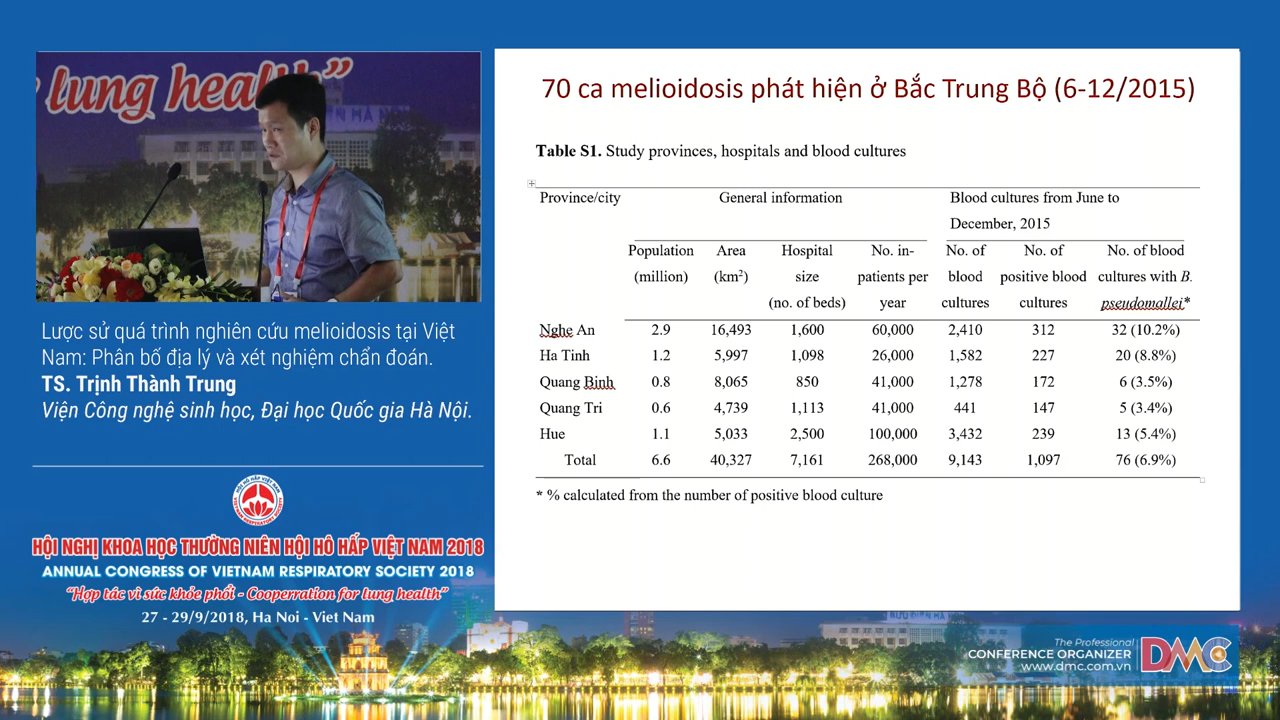 lung health”
Lược sử quá trình nghiên cứu melioidosis tại Việt
Nam: Phân bố địa lý và xét nghiệm chẩn đoán.
TS. Trịnh Thành Trung
Viện Công nghệ sinh học, Đại học Quốc gia Hà Nội.
HỘI HÔ HẤP VIỆT NAM
VIETNAM RESPIRATORY SOCIETY
HỘI NGHỊ KHOA HỌC THƯỜNG NIÊN HỘI HÔ HẤP VIỆT NAM 2018
ANNUAL CONGRESS OF VIETNAM RESPIRATORY SOCIETY 2018
“Hợp tác vì sức khỏe phổi - Cooperration for lung health”
27 - 29/9/2018, Ha Noi - Viet Nam
70 ca melioidosis phát hiện ở Bắc Trung Bộ (6-12/2015)
Table S1. Study provinces, hospitals and blood cultures
Province/city General information Blood cultures from June to
December, 2015
Population Area Hospital No. in- No. of No. of No. of blood
(million) (km²) size patients per blood positive blood cultures with B.
(no. of beds) year cultures cultures pseudomallei*
Nghe An 2.9 16,493 1,600 60,000 2,410 312 32 (10.2%)
Ha Tinh 1.2 5,997 1,098 26,000 1,582 227 20 (8.8%)
Quang Binh 0.8 8,065 850 41,000 1,278 172 6 (3.5%)
Quang Tri 0.6 4,739 1,113 41,000 441 147 5 (3.4%)
Hue 1.1 5,033 2,500 100,000 3,432 239 13 (5.4%)
Total 6.6 40,327 7,161 268,000 9,143 1,097 76 (6.9%)
* % calculated from the number of positive blood culture
The Professional
CONFERENCE ORGANIZER
www.dmc.com.vn
DMC